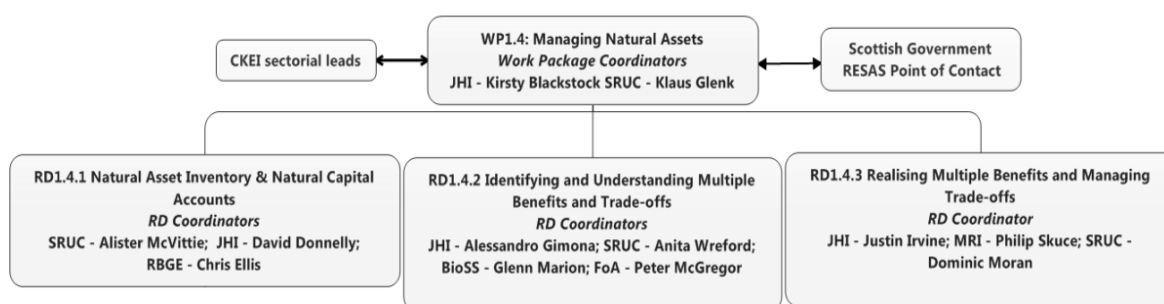 CKEI sectorial leads
WP1.4: Managing Natural Assets
Work Package Coordinators
JHI - Kirsty Blackstock SRUC - Klaus Glenk
Scottish Government
RESAS Point of Contact
RD1.4.1 Natural Asset Inventory & Natural Capital
Accounts
RD Coordinators
SRUC - Alister McVittie; JHI - David Donnelly;
RBGE - Chris Ellis
RD1.4.2 Identifying and Understanding Multiple
Benefits and Trade-offs
RD Coordinators
JHI - Alessandro Gimona; SRUC - Anita Wreford;
BioSS - Glenn Marion; FoA - Peter McGregor
RD1.4.3 Realising Multiple Benefits and Managing
Trade-offs
RD Coordinator
JHI - Justin Irvine; MRI - Philip Skuce; SRUC -
Dominic Moran